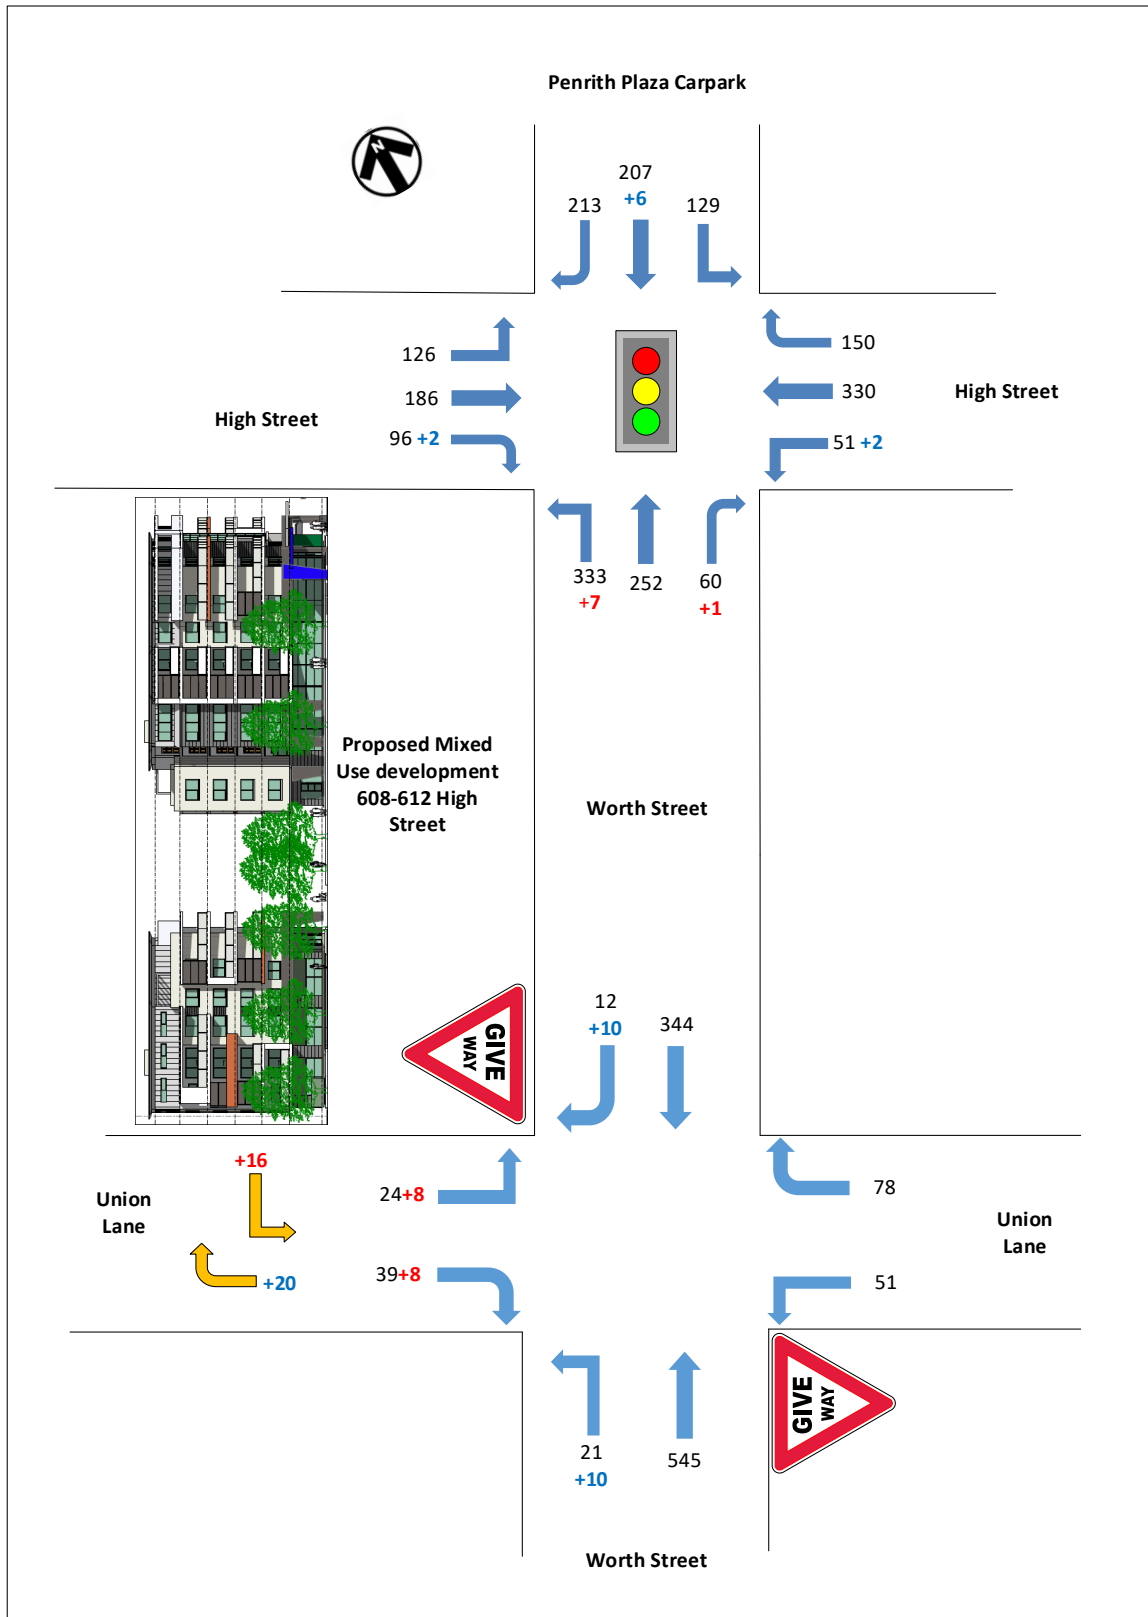 Penrith Plaza Carpark
N
207
+6
213
129
126
150
186
330
High Street
High Street
96 +2
51 +2
333
+7
252
60
+1
Proposed Mixed
Use development
608-612 High
Street
Worth Street
12
+10
344
GIVE
WAY
+16
24+8
78
Union
Lane
Union
Lane
39+8
+20
51
GIVE
WAY
21
+10
545
Worth Street